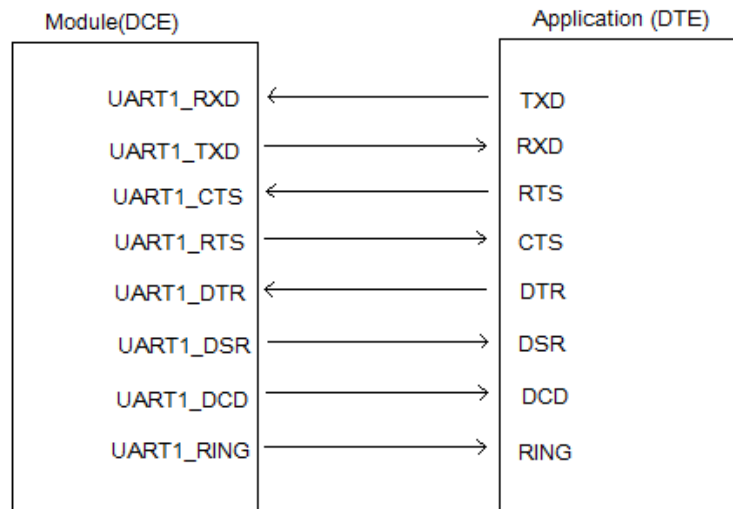 Module(DCE)
Application (DTE)
UART1_RXD TXD
UART1_TXD RXD
UART1_CTS RTS
UART1_RTS CTS
UART1_DTR DTR
UART1_DSR DSR
UART1_DCD DCD
UART1_RING RING